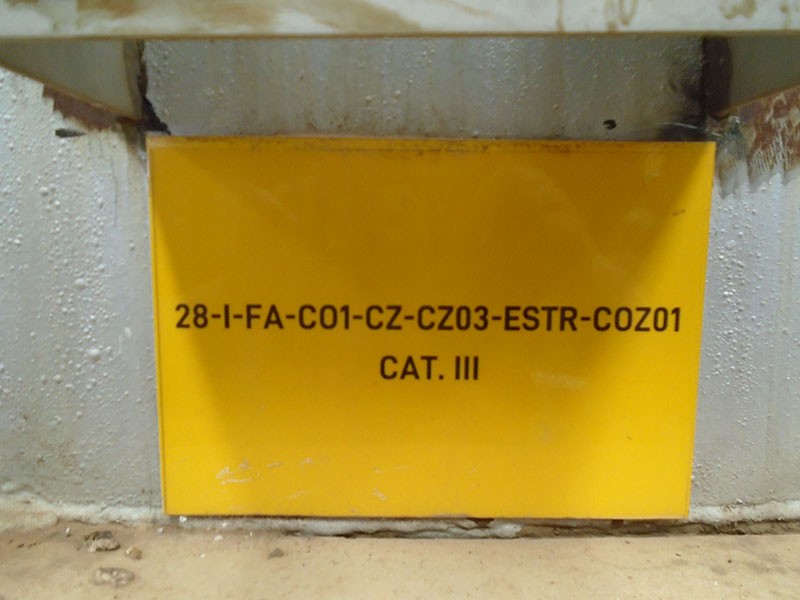 28-I-FA-CO1-CZ-CZ03-ESTR-COZ01
CAT. III